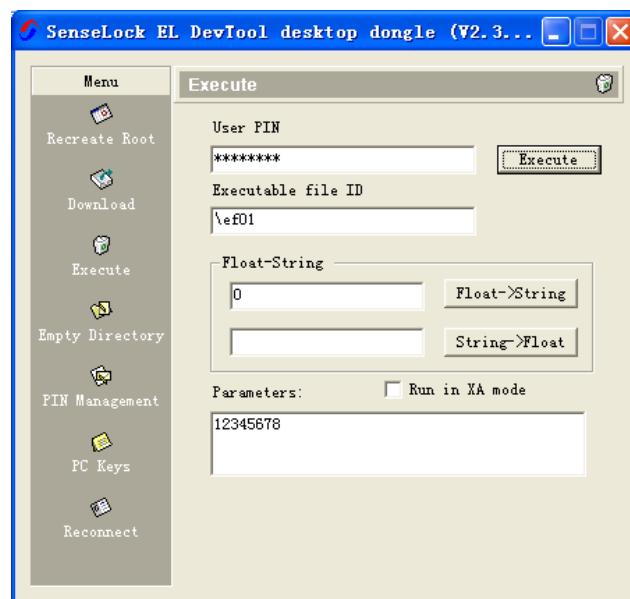 SenseLock EL DevTool desktop dongle (V2.3...
Menu
Recreate Root
Download
Execute
Empty Directory
PIN Management
PC Keys
Reconnect
Execute
User PIN
********
Execute
Executable file ID
\ef01
Float-String
0
Float->String
String->Float
Parameters:
Run in XA mode
12345678